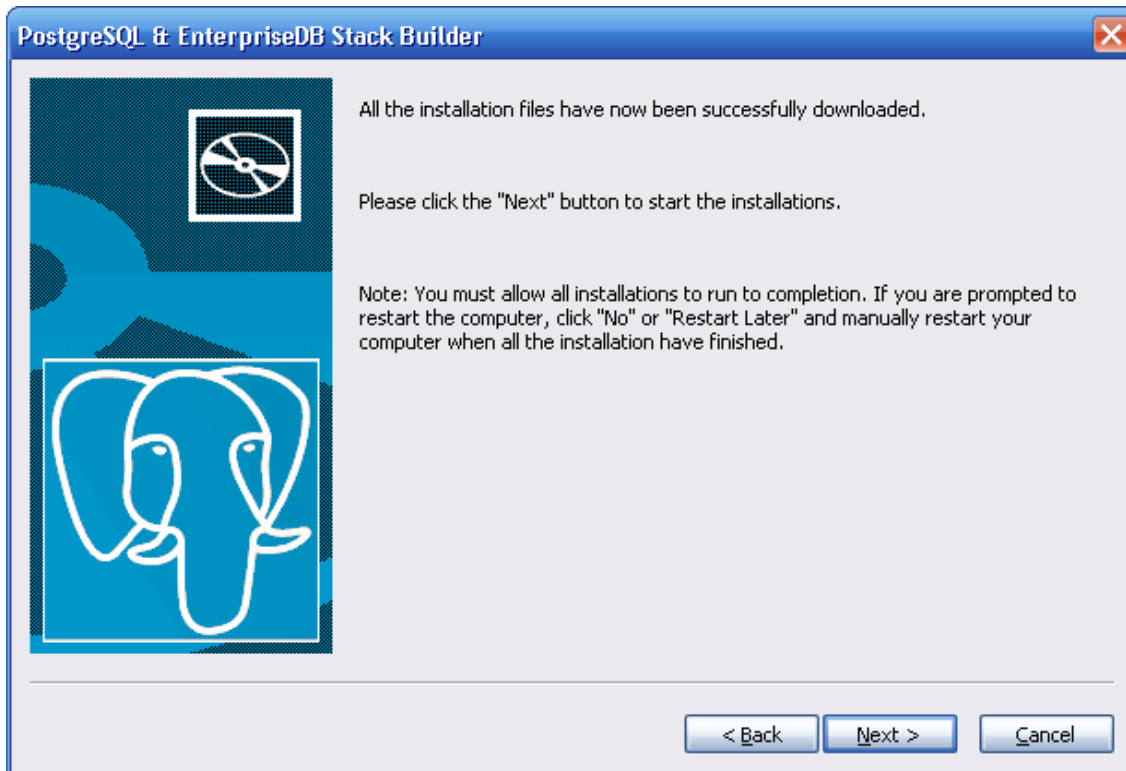 PostgreSQL & EnterpriseDB Stack Builder
All the installation files have now been successfully downloaded.
Please click the "Next" button to start the installations.
Note: You must allow all installations to run to completion. If you are prompted to
restart the computer, click "No" or "Restart Later" and manually restart your
computer when all the installation have finished.
< Back
Next >
Cancel